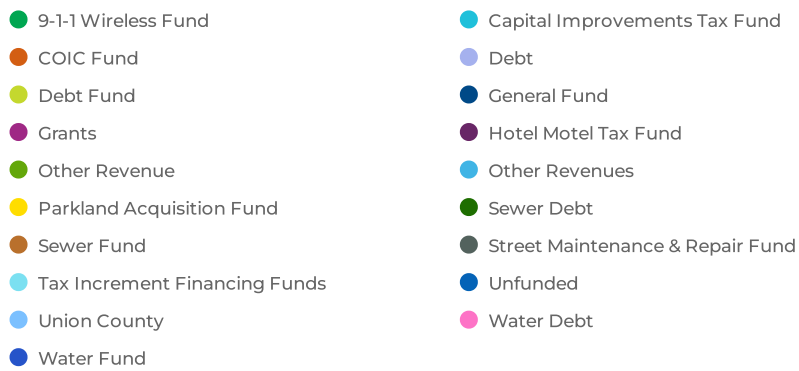 9-1-1 Wireless Fund
Capital Improvements Tax Fund
COIC Fund
Debt
Debt Fund
General Fund
Grants
Hotel Motel Tax Fund
Other Revenue
Other Revenues
Parkland Acquisition Fund
Sewer Debt
Sewer Fund
Street Maintenance & Repair Fund
Tax Increment Financing Funds
Unfunded
Union County
Water Debt
Water Fund